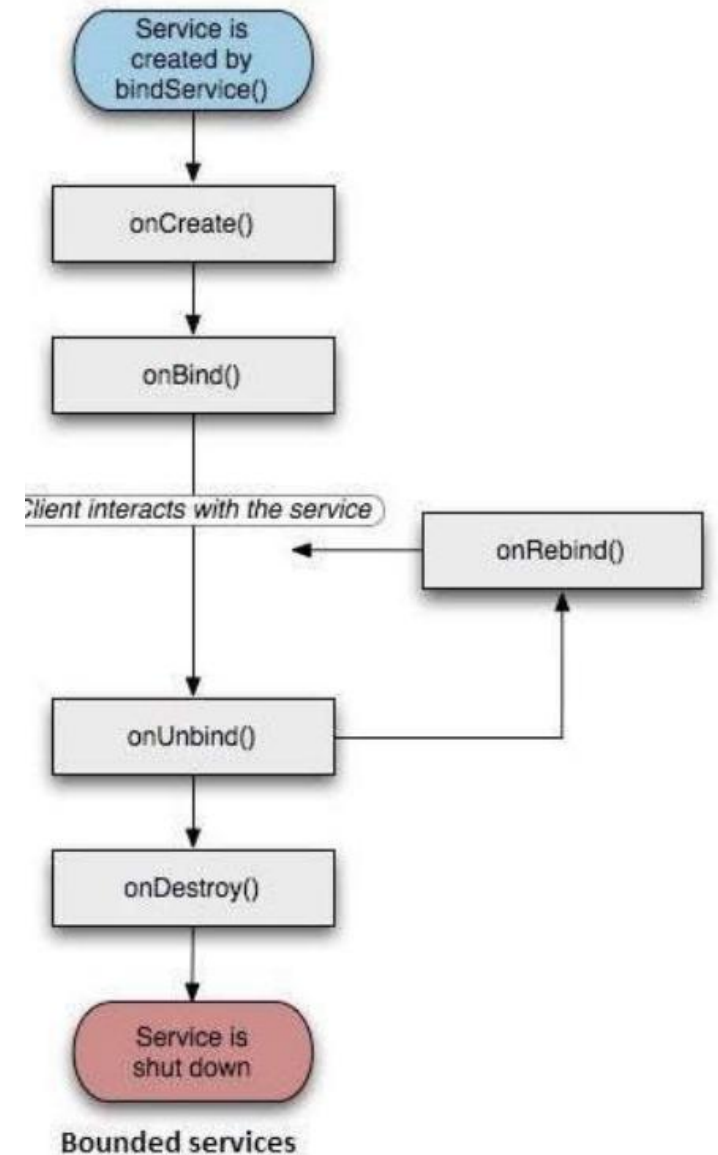 Service is
created by
bindService()
onCreate()
onBind()
Client interacts with the service
onRebind()
onUnbind()
onDestroy()
Service is
shut down
Bounded services